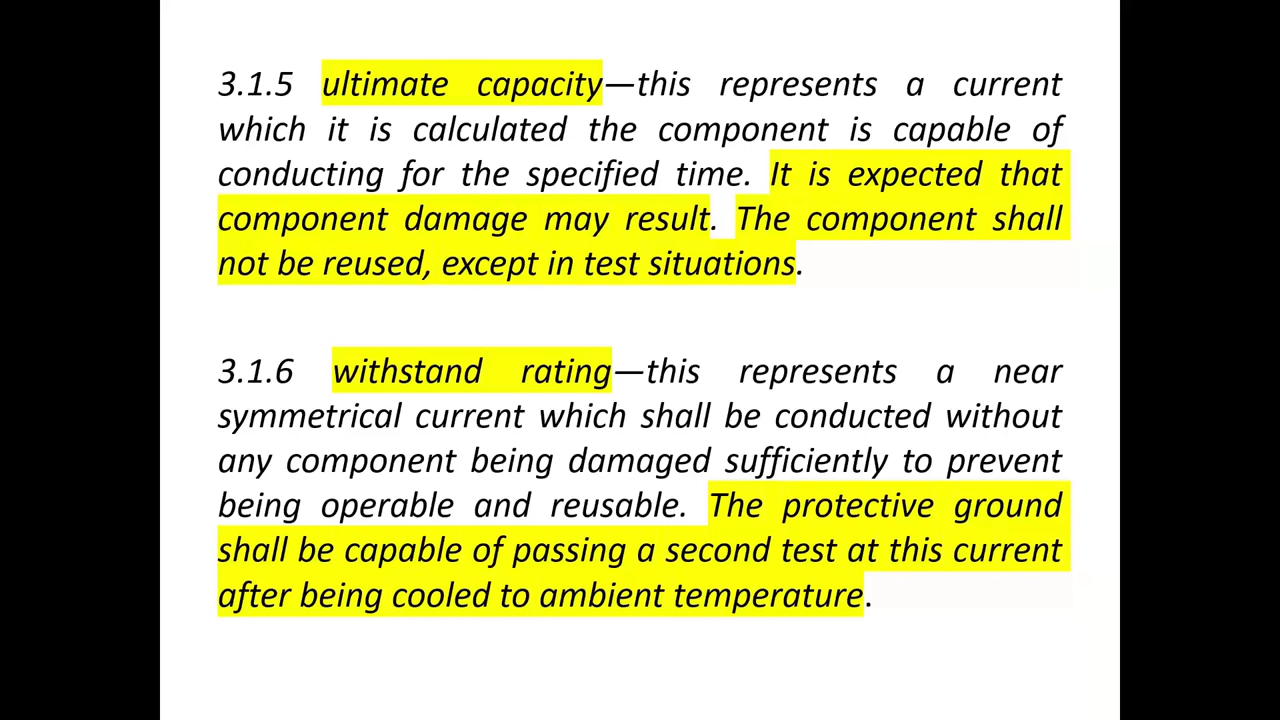 3.1.5 ultimate capacity—this represents a current
which it is calculated the component is capable of
conducting for the specified time. It is expected that
component damage may result. The component shall
not be reused, except in test situations.
3.1.6 withstand rating—this represents a near
symmetrical current which shall be conducted without
any component being damaged sufficiently to prevent
being operable and reusable. The protective ground
shall be capable of passing a second test at this current
after being cooled to ambient temperature.